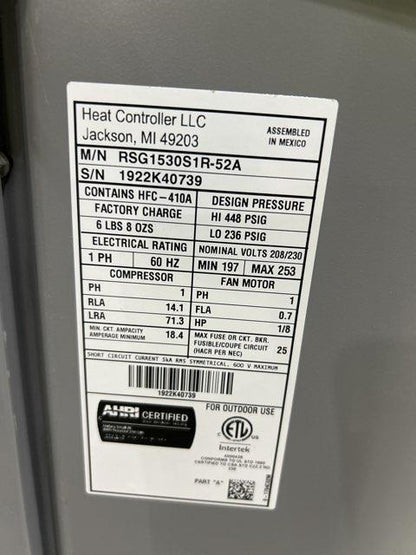 Heat Controller LLC
Jackson, MI 49203
ASSEMBLED
IN MEXICO
M/N RSG1530S1R-52A
S/N 1922K40739
CONTAINS HFC-410A
FACTORY CHARGE
6 LBS 8 OZS
DESIGN PRESSURE
HI 448 PSIG
LO 236 PSIG
ELECTRICAL RATING
1 PH 60 HZ
NOMINAL VOLTS 208/230
MIN 197 MAX 253
COMPRESSOR
PH 1
RLA 14.1
LRA 71.3
MIN. CKT. AMPACITY
AMPERAGE MINIMUM 18.4
FAN MOTOR
PH 1
FLA 0.7
HP 1/8
MAX FUSE OR CKT. BKR.
FUSIBLE/COUPE CIRCUIT 25
(HACR PER NEC)
SHORT CIRCUIT CURRENT 5kA RMS SYMMETRICAL, 600 V MAXIMUM
1922K40739
AHRI CERTIFIED
FOR OUTDOOR USE
ETL
Intertek
PART "A"